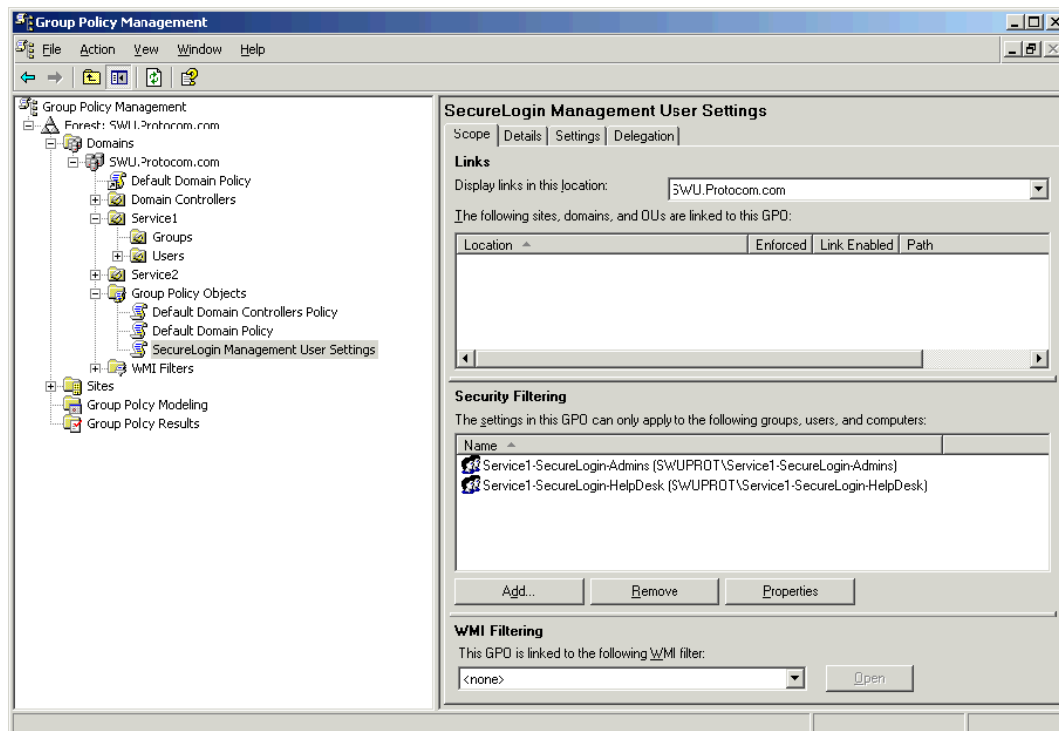 Group Policy Management
File Action View Window Help
Group Policy Management
Forest: SWU.Protocom.com
Domains
SWU.Protocom.com
Default Domain Policy
Domain Controllers
Service1
Groups
Users
Service2
Group Policy Objects
Default Domain Controllers Policy
Default Domain Policy
SecureLogin Management User Settings
WMI Filters
Sites
Group Policy Modeling
Group Policy Results
SecureLogin Management User Settings
Scope Details Settings Delegation
Links
Display links in this location: SWU.Protocom.com
The following sites, domains, and OUs are linked to this GPO:
Location Enforced Link Enabled Path
Security Filtering
The settings in this GPO can only apply to the following groups, users, and computers:
Name
Service1-SecureLogin-Admins (SWUPROT\Service1-SecureLogin-Admins)
Service1-SecureLogin-HelpDesk (SWUPROT\Service1-SecureLogin-HelpDesk)
Add... Remove Properties
WMI Filtering
This GPO is linked to the following WMI filter:
<none> Open